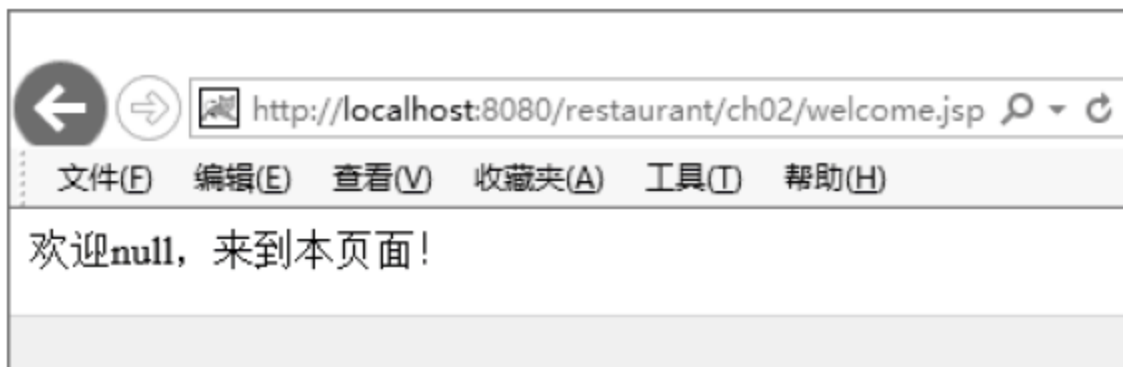 http://localhost:8080/restaurant/ch02/welcome.jsp
文件(F) 编辑(E) 查看(V) 收藏夹(A) 工具(T) 帮助(H)
欢迎null，来到本页面！